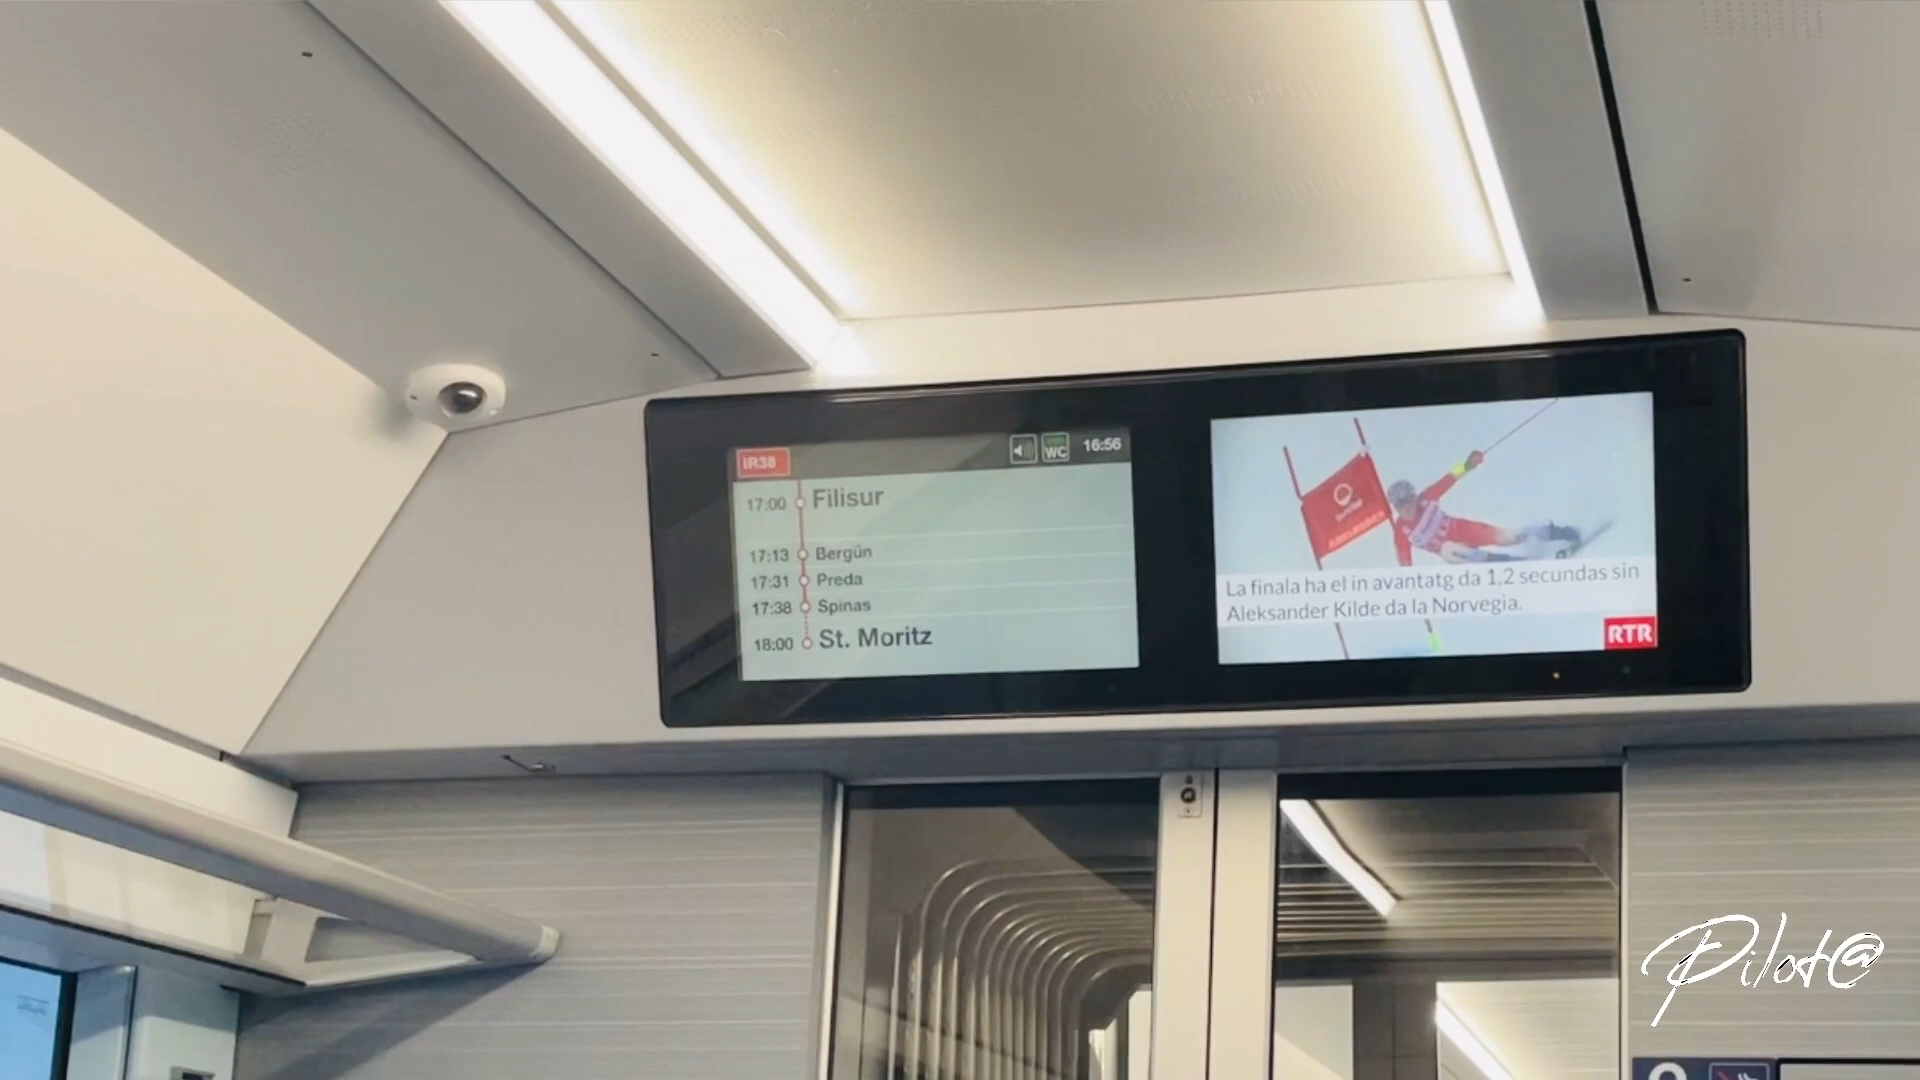 IR38
WC
16:56
17:00 Filisur
17:13 Bergün
17:31 Preda
17:38 Spinas
18:00 St. Moritz
ADELBODEN
La finala ha el in avantatg da 1,2 secundas sin
Aleksander Kilde da la Norvegia.
RTR
Pilot@